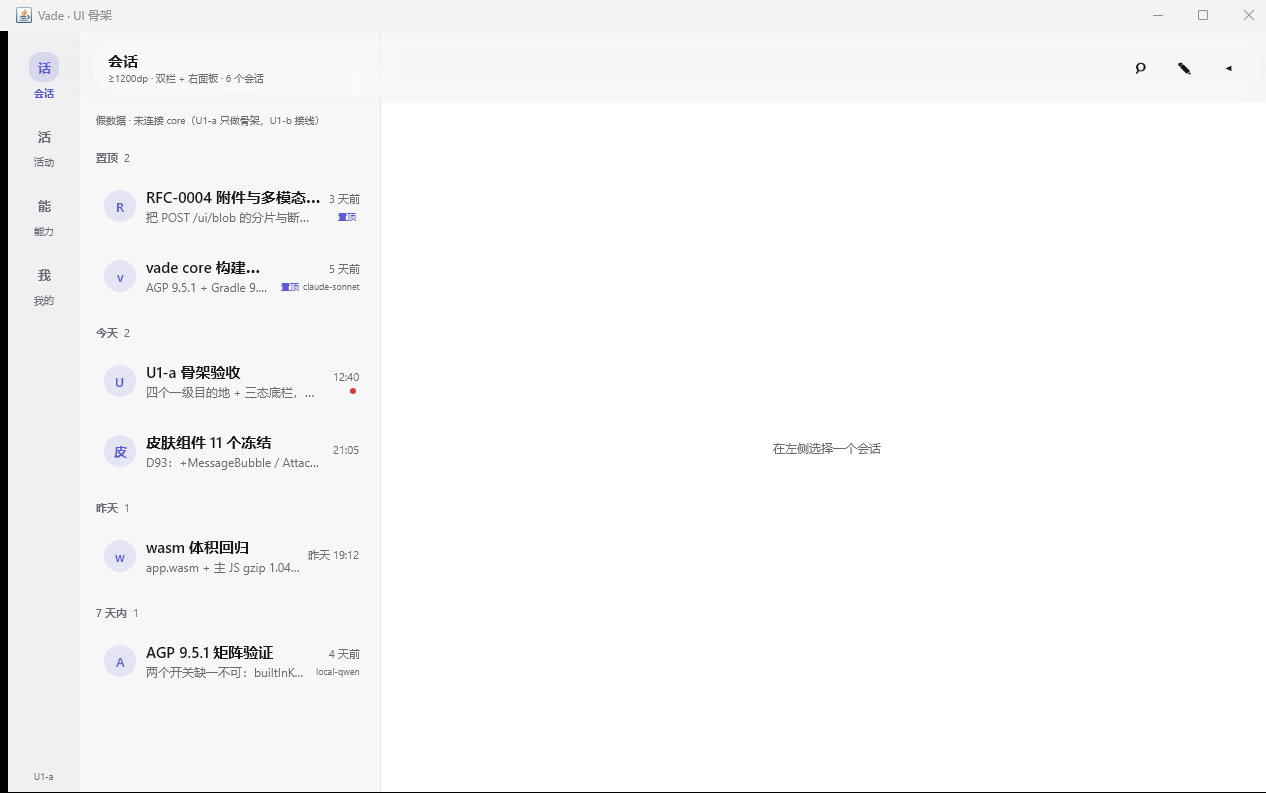 Vade · UI 骨架
话
会话
活
活动
能
能力
我
我的
U1-a
会话
≥1200dp · 双栏 + 右面板 · 6 个会话
假数据 · 未连接 core（U1-a 只做骨架，U1-b 接线）
置顶 2
R
RFC-0004 附件与多模态... 3 天前
把 POST /ui/blob 的分片与断... 置顶
v
vade core 构建... 5 天前
AGP 9.5.1 + Gradle 9.... 置顶 claude-sonnet
今天 2
U
U1-a 骨架验收 12:40
四个一级目的地 + 三态底栏，...
皮
皮肤组件 11 个冻结 21:05
D93：+MessageBubble / Attac...
昨天 1
w
wasm 体积回归 昨天 19:12
app.wasm + 主 JS gzip 1.04...
7 天内 1
A
AGP 9.5.1 矩阵验证 4 天前
两个开关缺一不可：builtInK... local-qwen
在左侧选择一个会话